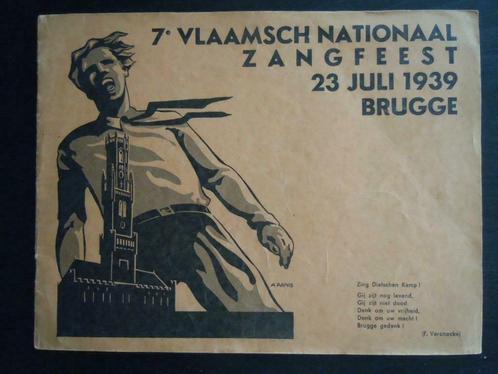 7e VLAAMSCH NATIONAAL
ZANGFEEST
23 JULI 1939
BRUGGE
Zing Dietschen Kamp !
Gij zijt nog levend,
Gij zijt niet dood.
Denk om uw vrijheid,
Denk om uw macht !
Brugge gedenk !
(F. Vercnocke)